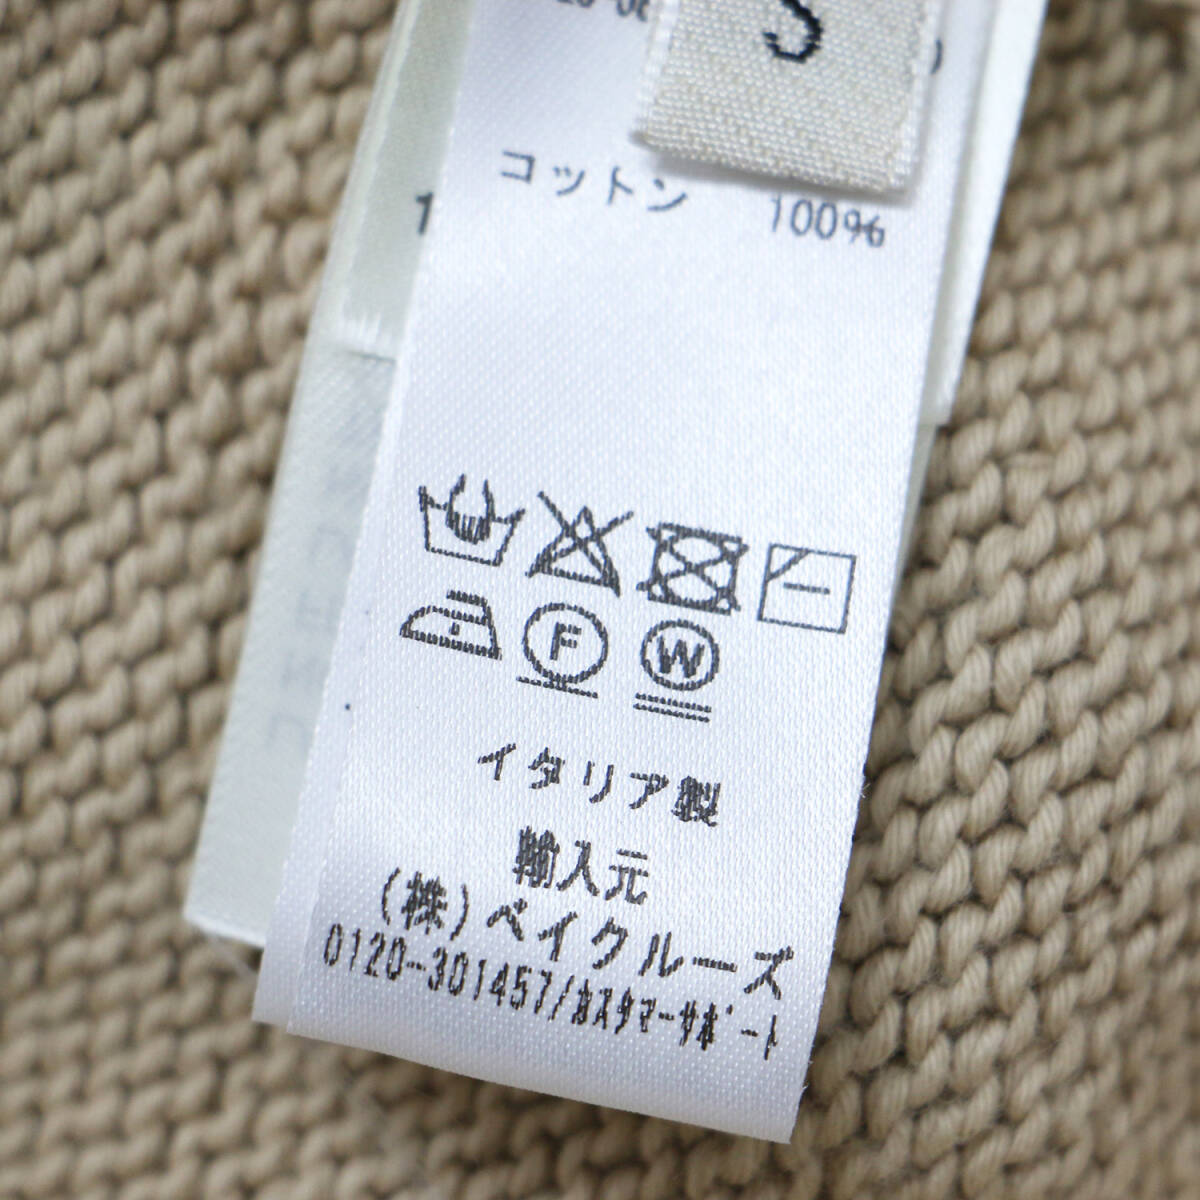 S
コットン 100%
F W
イタリア製
輸入元
(株)ベイクルーズ
0120-301457/カスタマーサポート